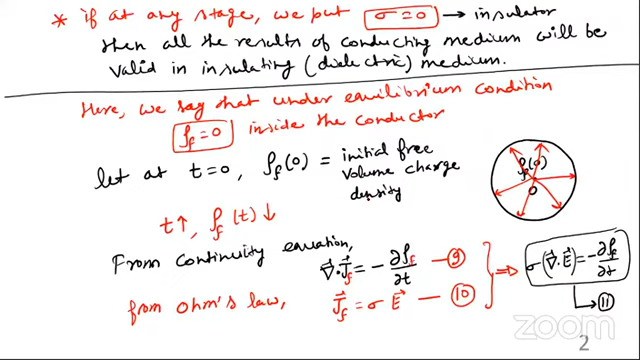 * if at any stage, we put σ=0 → insulator
then all the results of conducting medium will be
valid in insulating (dielectric) medium.
Here, we say that under equilibrium condition
ρf=0 inside the conductor
let at t=0, ρf(0) = initial free
volume charge
density
ρf(0)
0
t↑, ρf(t)↓
From continuity equation,
∇⃗·J⃗f = -∂ρf/∂t — ⑨
from ohm's law, J⃗f = σ E⃗ — ⑩
⇒ σ(∇⃗·E⃗) = -∂ρf/∂t
→ ⑪
zoom
2